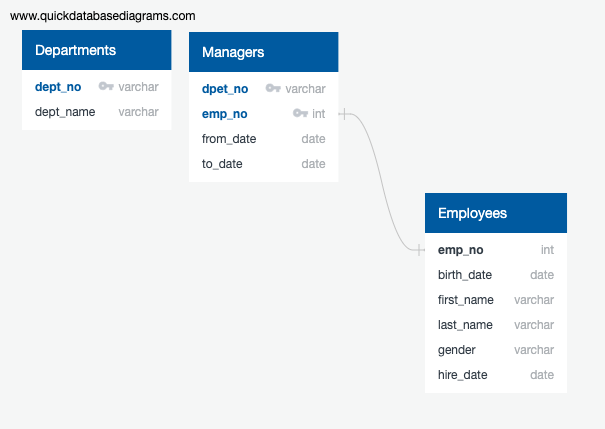 www.quickdatabasediagrams.com
Departments
dept_no varchar
dept_name varchar
Managers
dpet_no varchar
emp_no int
from_date date
to_date date
Employees
emp_no int
birth_date date
first_name varchar
last_name varchar
gender varchar
hire_date date